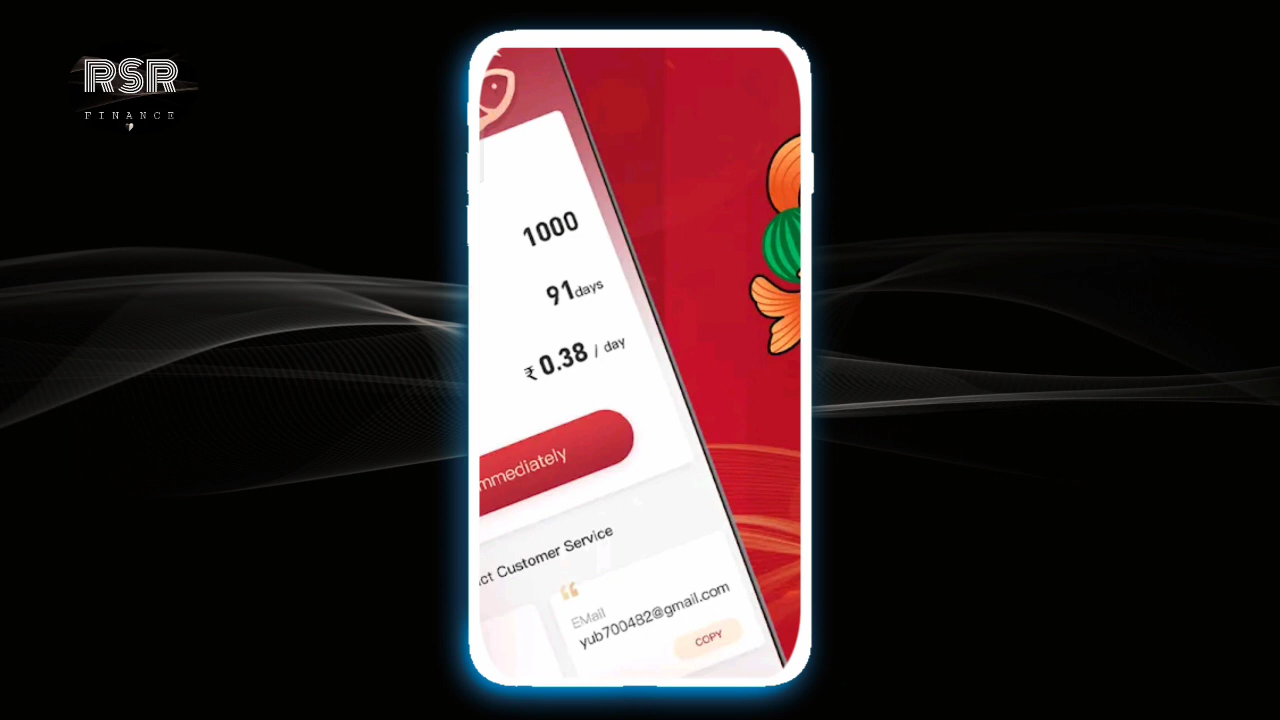 RSR
FINANCE
1000
91days
₹ 0.38 / day
mmediately
ct Customer Service
EMail
yub700482@gmail.com
COPY